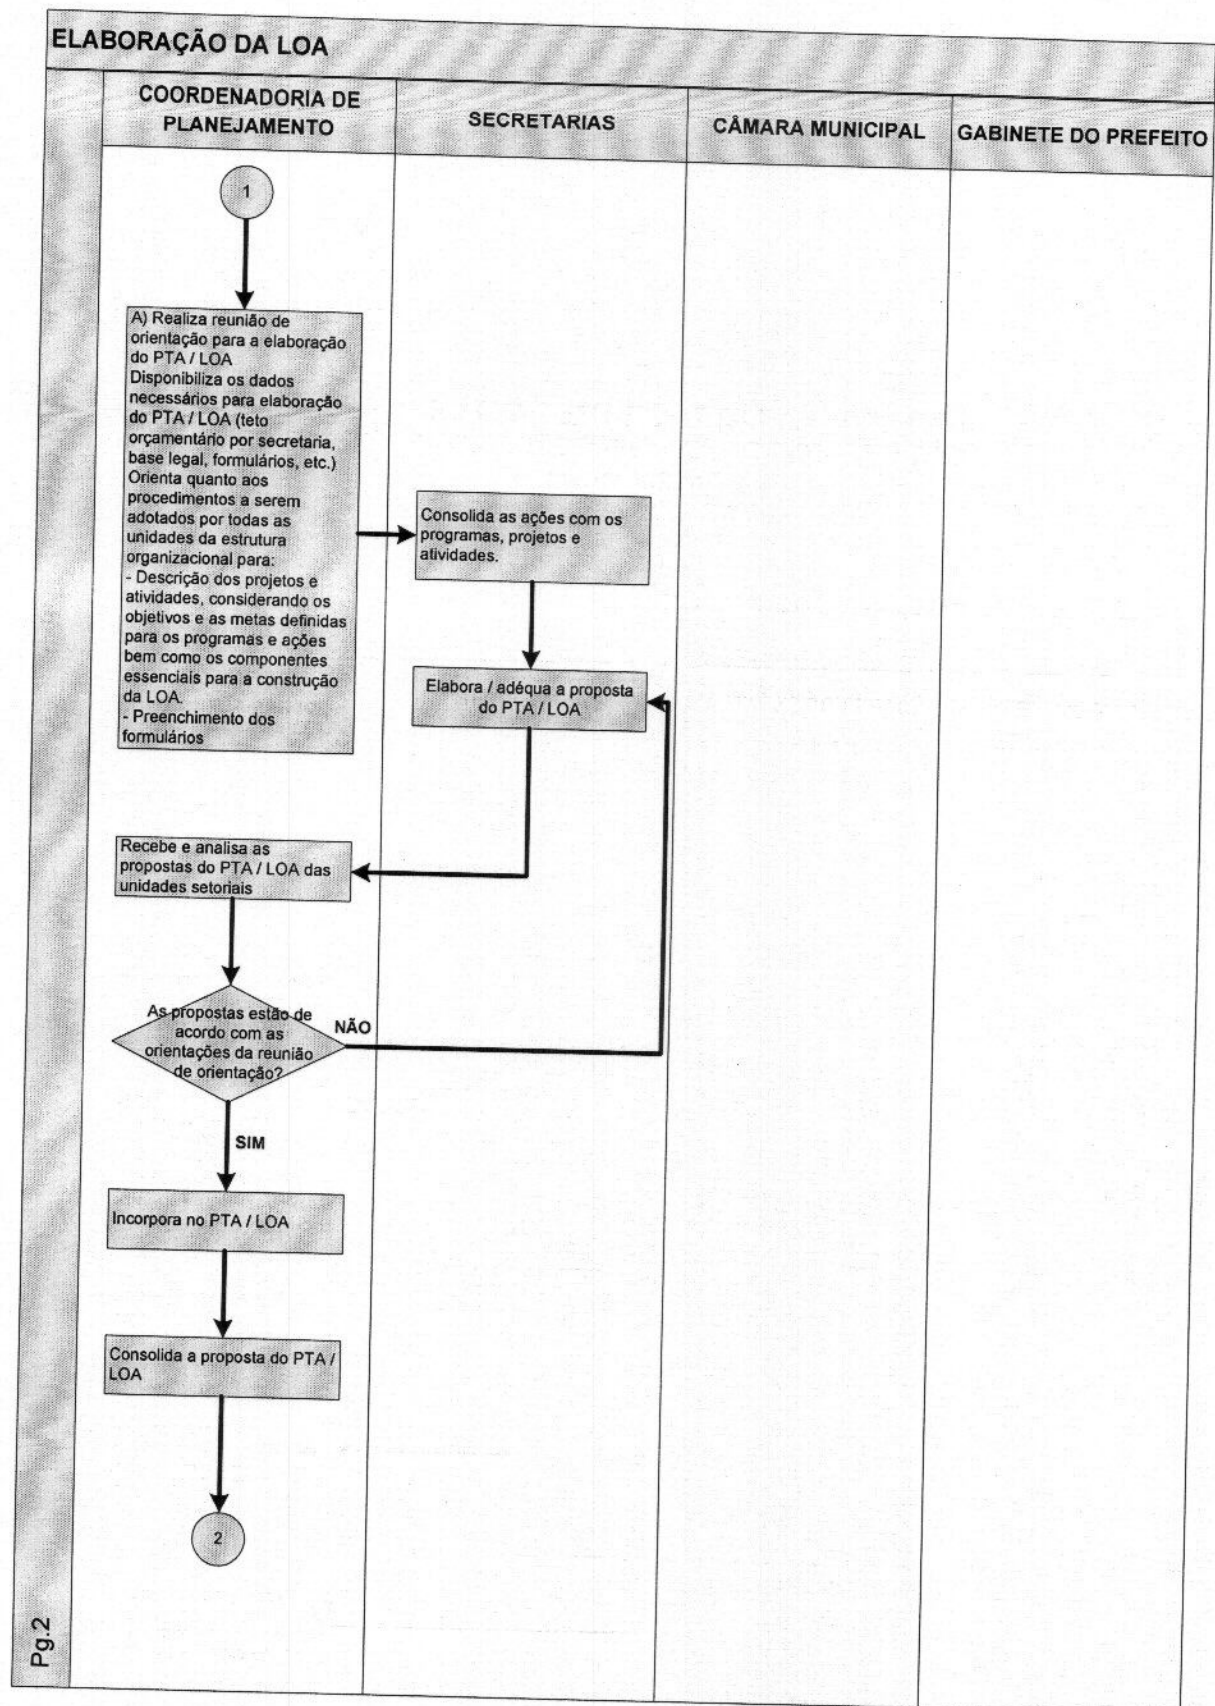 ELABORAÇÃO DA LOA
COORDENADORIA DE
PLANEJAMENTO
SECRETARIAS
CÂMARA MUNICIPAL
GABINETE DO PREFEITO
1
A) Realiza reunião de
orientação para a elaboração
do PTA / LOA
Disponibiliza os dados
necessários para elaboração
do PTA / LOA (teto
orçamentário por secretaria,
base legal, formulários, etc.)
Orienta quanto aos
procedimentos a serem
adotados por todas as
unidades da estrutura
organizacional para:
- Descrição dos projetos e
atividades, considerando os
objetivos e as metas definidas
para os programas e ações
bem como os componentes
essenciais para a construção
da LOA.
- Preenchimento dos
formulários
Consolida as ações com os
programas, projetos e
atividades.
Elabora / adéqua a proposta
do PTA / LOA
Recebe e analisa as
propostas do PTA / LOA das
unidades setoriais
As propostas estão de
acordo com as
orientações da reunião
de orientação?
NÃO
SIM
Incorpora no PTA / LOA
Consolida a proposta do PTA /
LOA
2
Pg.2